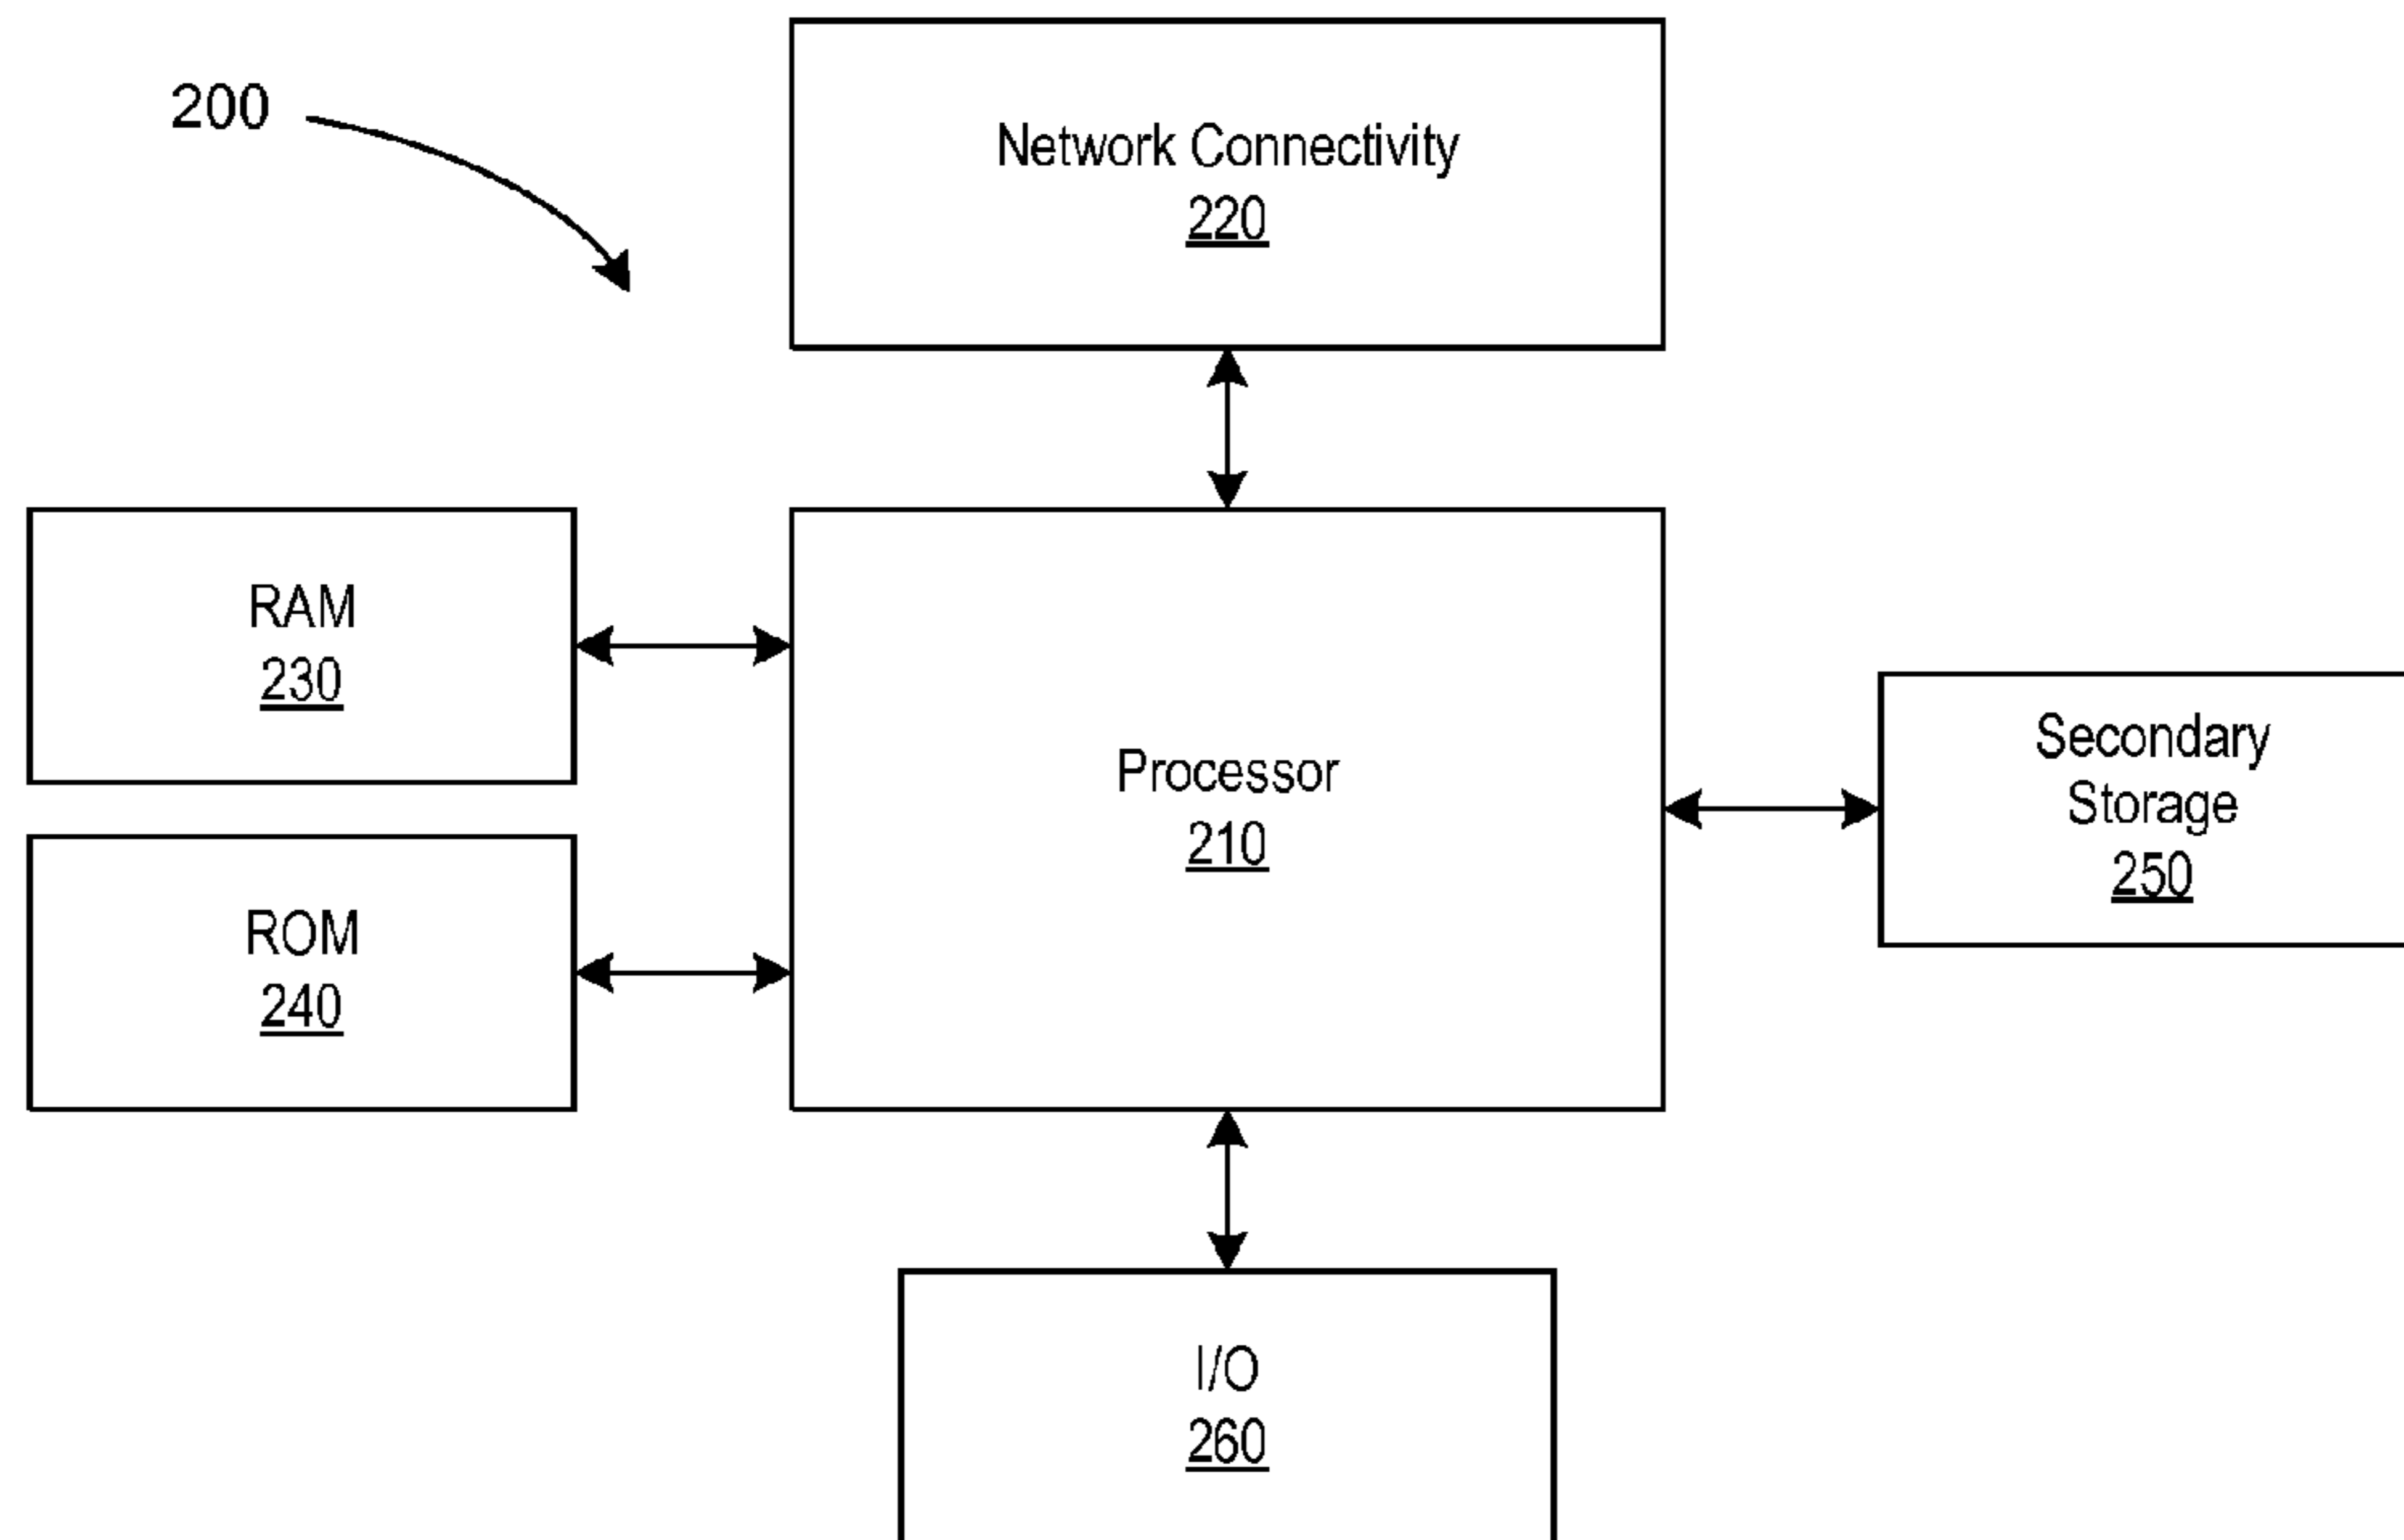 200
Network Connectivity
220
RAM
230
Processor
210
Secondary
Storage
250
ROM
240
I/O
260